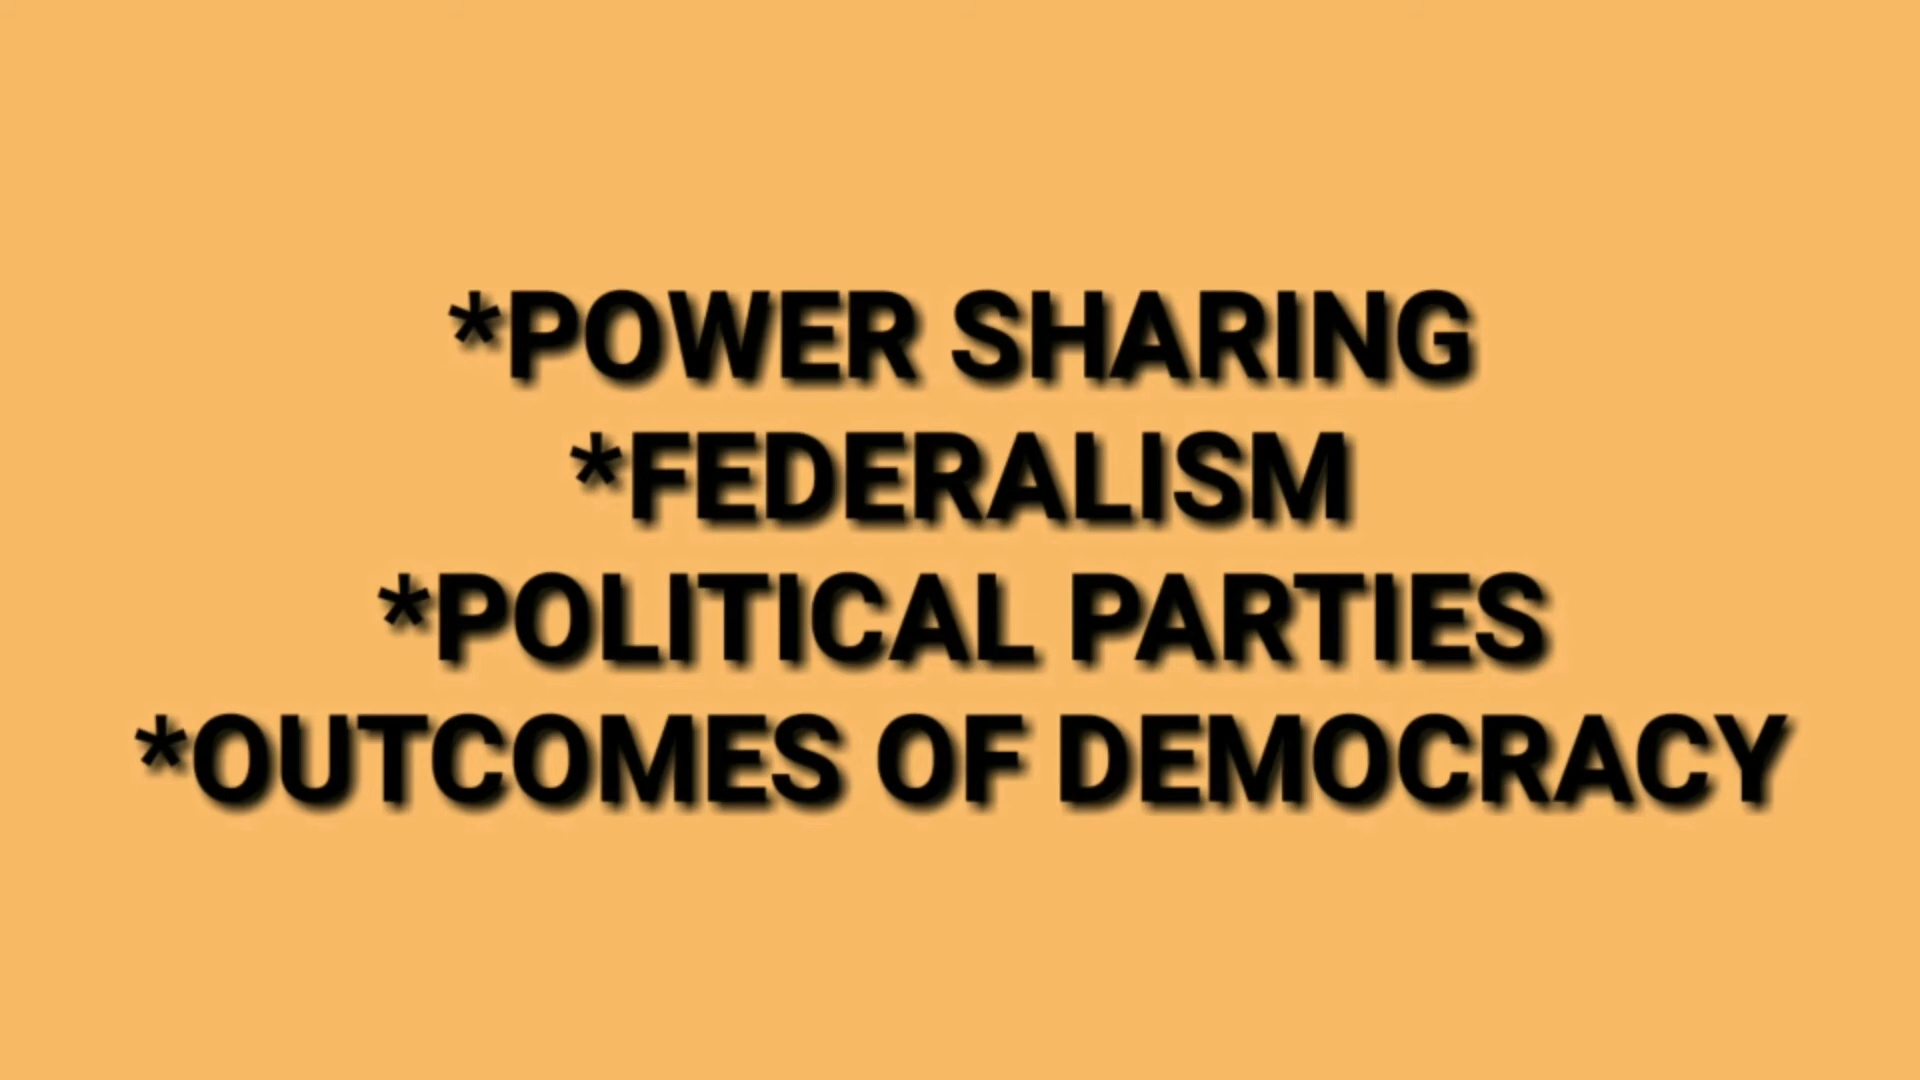 *POWER SHARING
*FEDERALISM
*POLITICAL PARTIES
*OUTCOMES OF DEMOCRACY